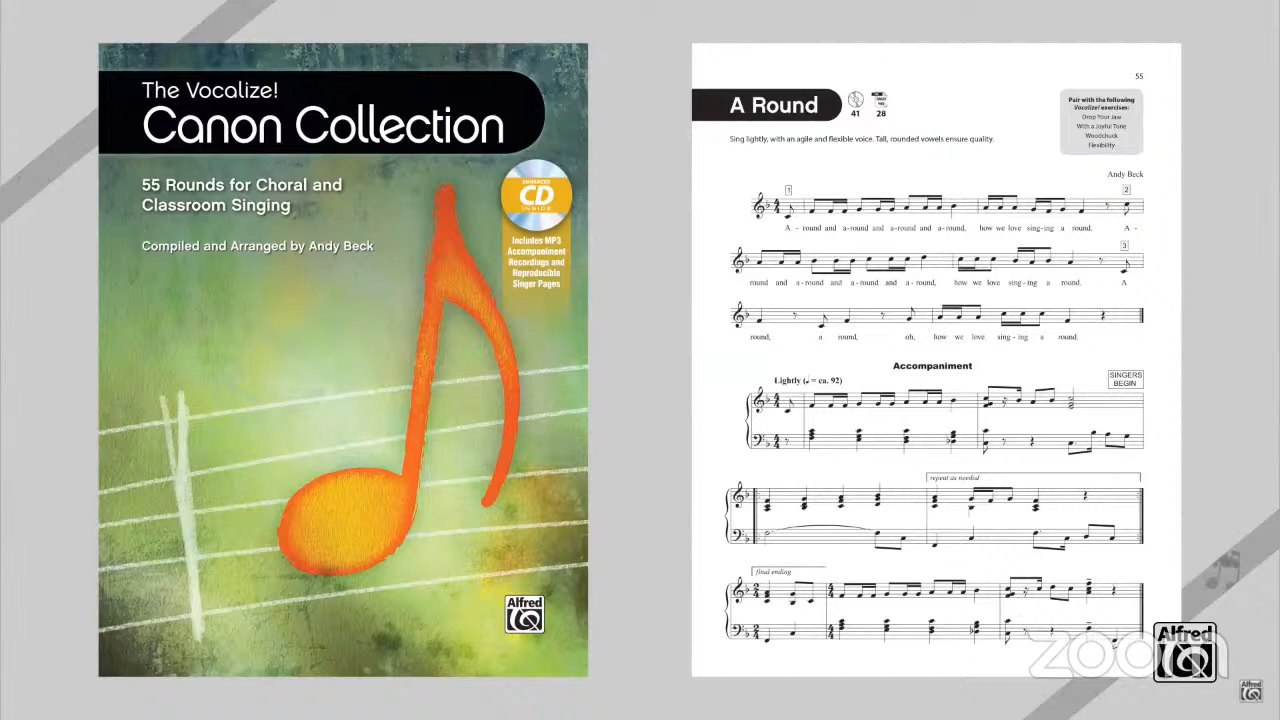 The Vocalize!
Canon Collection
55 Rounds for Choral and
Classroom Singing
Compiled and Arranged by Andy Beck
ENHANCED
CD
INSIDE
Includes MP3
Accompaniment
Recordings and
Reproducible
Singer Pages
Alfred
55
A Round
41
28
Pair with the following
Vocalize! exercises:
Drop Your Jaw
With a Joyful Tone
Woodchuck
Flexibility
Sing lightly, with an agile and flexible voice. Tall, rounded vowels ensure quality.
Andy Beck
1
2
A - round and a-round and a-round and a-round, how we love sing-ing a round. A -
3
round and a-round and a-round and a-round, how we love sing-ing a round. A
round, a round, oh, how we love sing-ing a round.
Accompaniment
Lightly (♩ = ca. 92)
SINGERS
BEGIN
repeat as needed
final ending
zoom
Alfred
Alfred